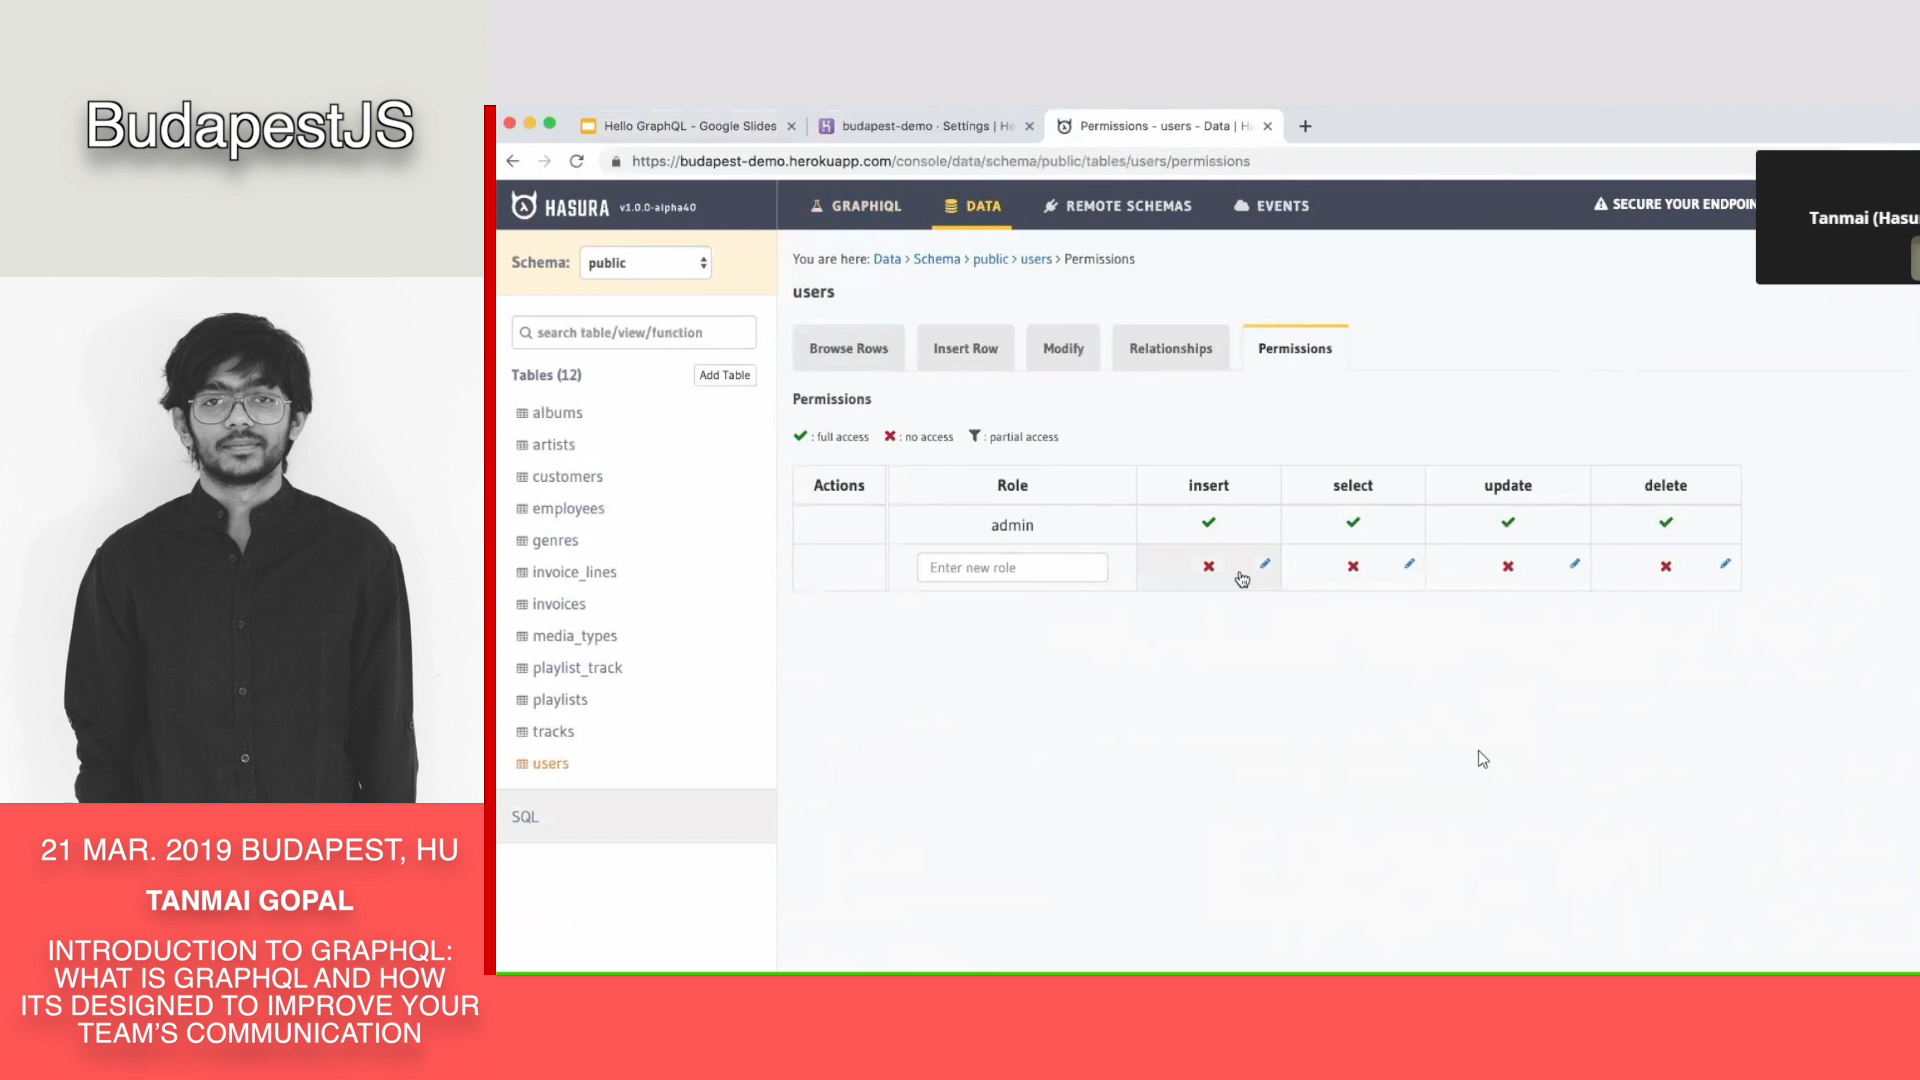 BudapestJS
21 MAR. 2019 BUDAPEST, HU
TANMAI GOPAL
INTRODUCTION TO GRAPHQL:
WHAT IS GRAPHQL AND HOW
ITS DESIGNED TO IMPROVE YOUR
TEAM'S COMMUNICATION
Hello GraphQL - Google Slides
budapest-demo · Settings | He
Permissions - users - Data | Ha
https://budapest-demo.herokuapp.com/console/data/schema/public/tables/users/permissions
HASURA v1.0.0-alpha40
GRAPHIQL
DATA
REMOTE SCHEMAS
EVENTS
SECURE YOUR ENDPOIN
Tanmai (Hasu
Schema: public
search table/view/function
Tables (12)
Add Table
albums
artists
customers
employees
genres
invoice_lines
invoices
media_types
playlist_track
playlists
tracks
users
SQL
You are here: Data > Schema > public > users > Permissions
users
Browse Rows
Insert Row
Modify
Relationships
Permissions
Permissions
: full access : no access : partial access
Actions Role insert select update delete
admin
Enter new role